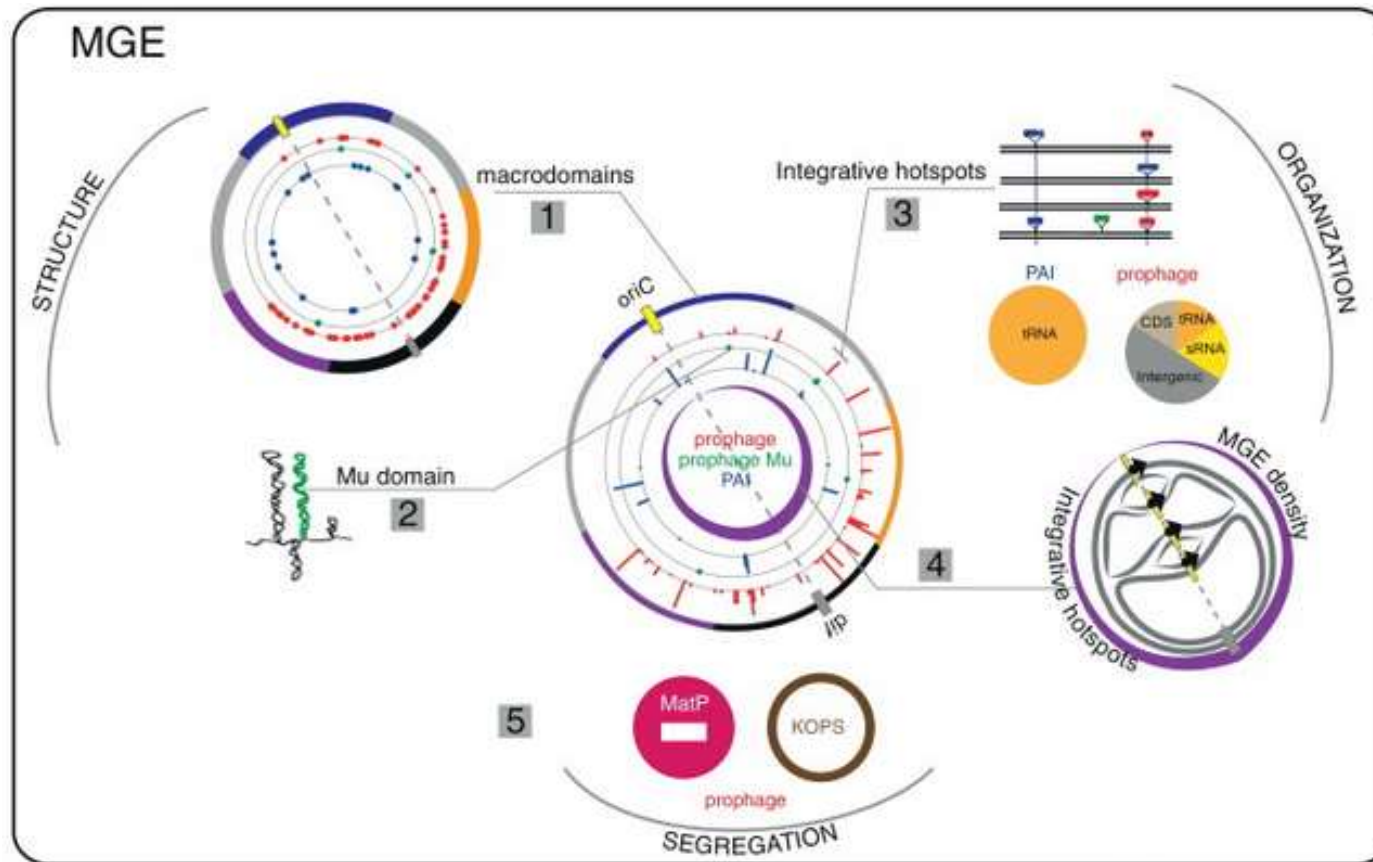 MGE
STRUCTURE
macrodomains
1
Integrative hotspots
3
ORGANIZATION
PAI
prophage
tRNA
CDS
tRNA
sRNA
Intergenic
oriC
prophage
prophage Mu
PAI
dif
Mu domain
2
4
MGE density
Integrative hotspots
5
MatP
KOPS
prophage
SEGREGATION